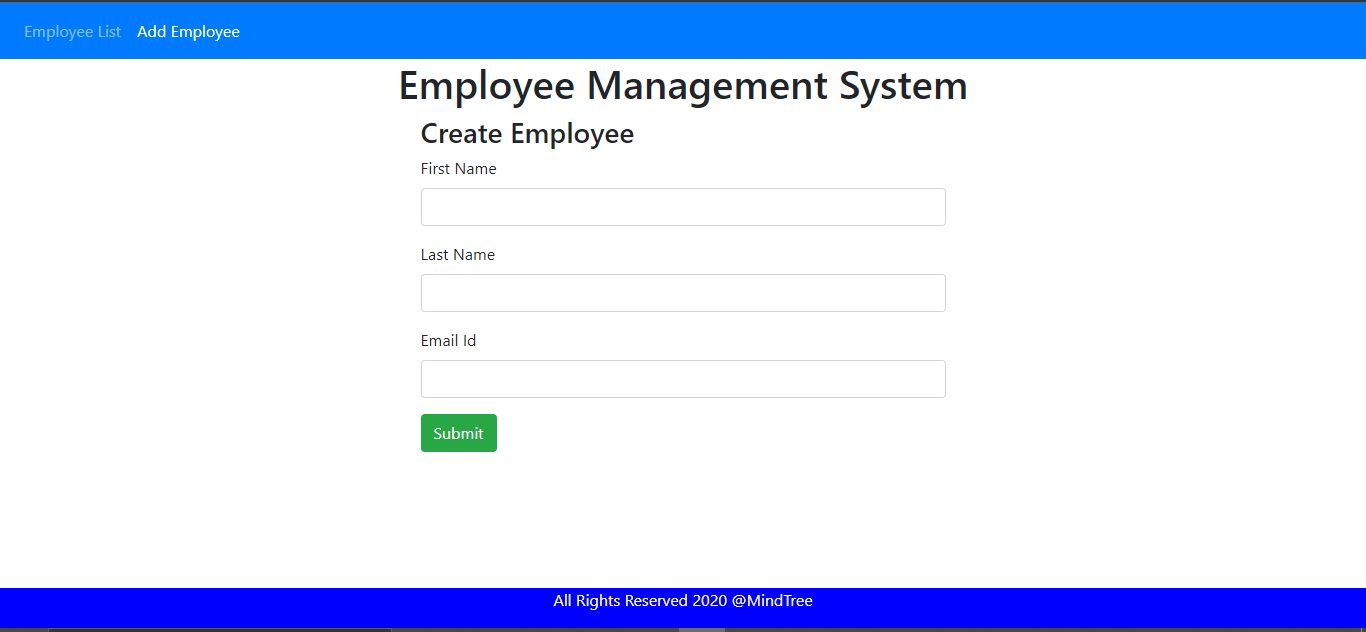 Employee List Add Employee
Employee Management System
Create Employee
First Name
Last Name
Email Id
Submit
All Rights Reserved 2020 @MindTree